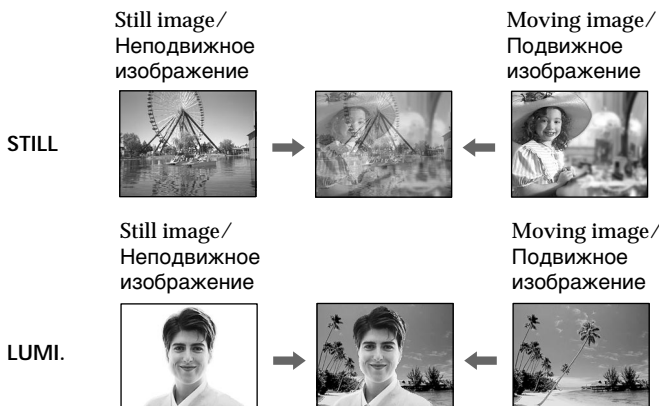 Still image/
Неподвижное
изображение
Moving image/
Подвижное
изображение
STILL
Still image/
Неподвижное
изображение
Moving image/
Подвижное
изображение
LUMI.